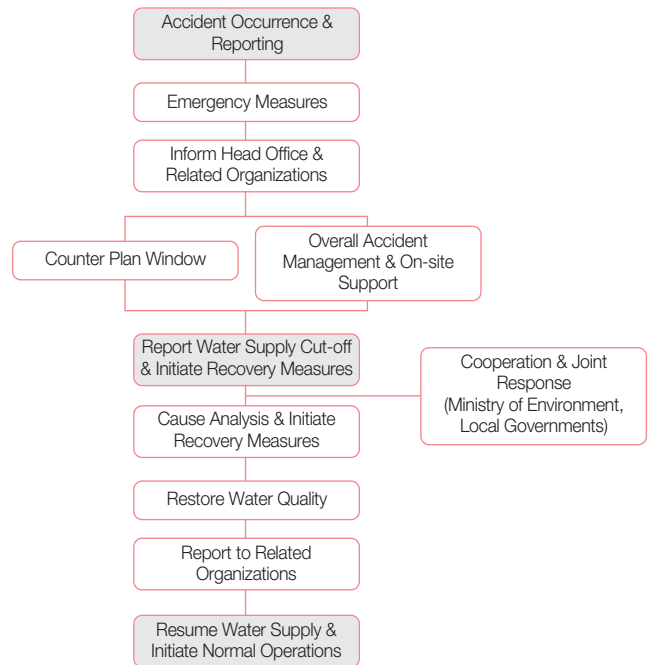 Accident Occurrence &
Reporting
Emergency Measures
Inform Head Office &
Related Organizations
Counter Plan Window
Overall Accident
Management & On-site
Support
Report Water Supply Cut-off
& Initiate Recovery Measures
Cooperation & Joint
Response
(Ministry of Environment,
Local Governments)
Cause Analysis & Initiate
Recovery Measures
Restore Water Quality
Report to Related
Organizations
Resume Water Supply &
Initiate Normal Operations